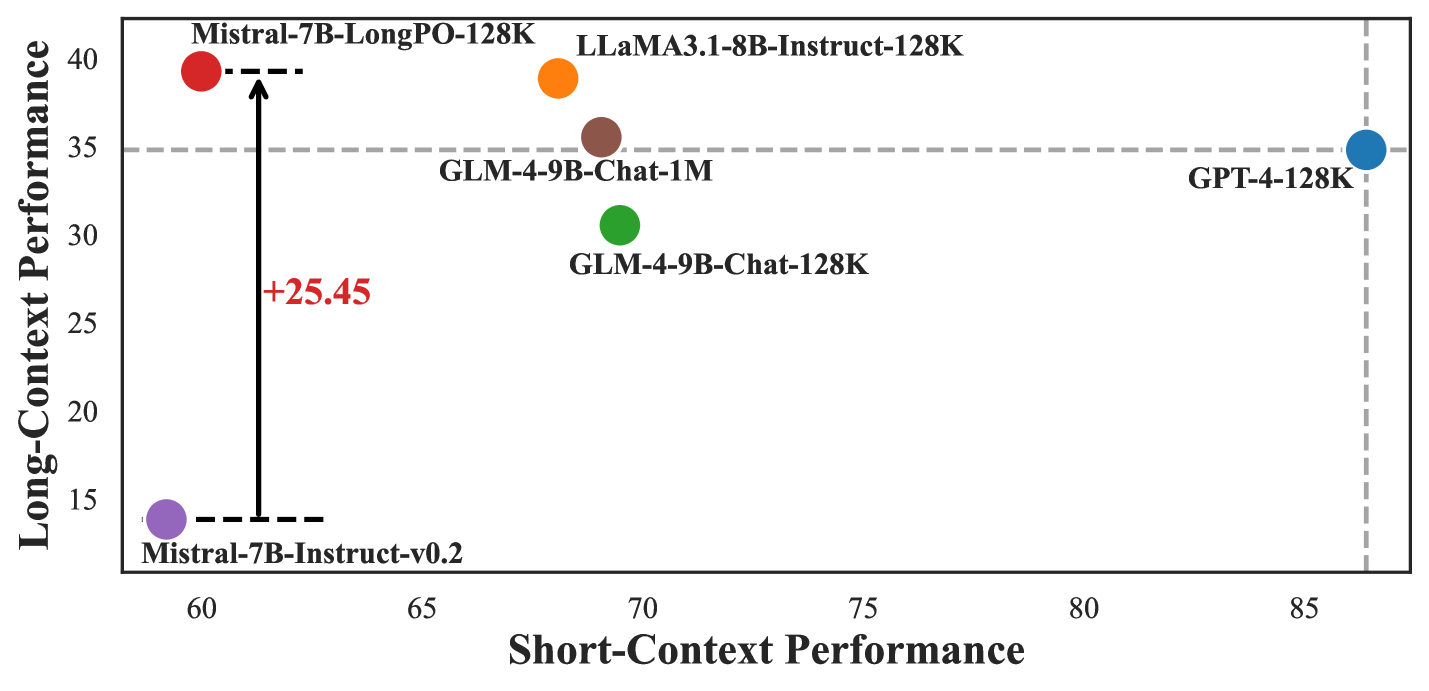 Mistral-7B-LongPO-128K
LLaMA3.1-8B-Instruct-128K
GLM-4-9B-Chat-1M
GPT-4-128K
GLM-4-9B-Chat-128K
+25.45
Mistral-7B-Instruct-v0.2
Long-Context Performance
40
35
30
25
20
15
60
65
70
75
80
85
Short-Context Performance